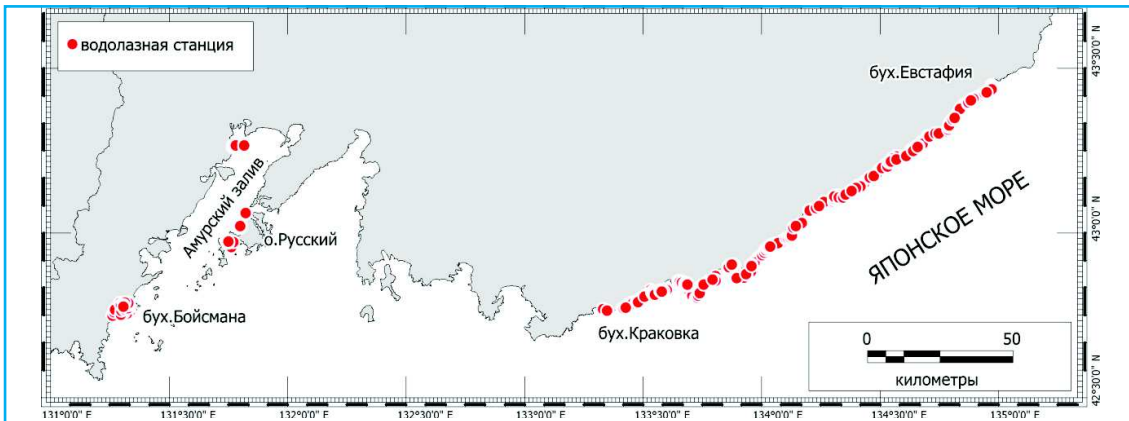 водолазная станция
бух.Евстафия
43°30'0" N
Амурский залив
о.Русский
43°0'0" N
ЯПОНСКОЕ МОРЕ
бух.Бойсмана
бух.Краковка
0 50
километры
42°30'0" N
131°0'0" E 131°30'0" E 132°0'0" E 132°30'0" E 133°0'0" E 133°30'0" E 134°0'0" E 134°30'0" E 135°0'0" E